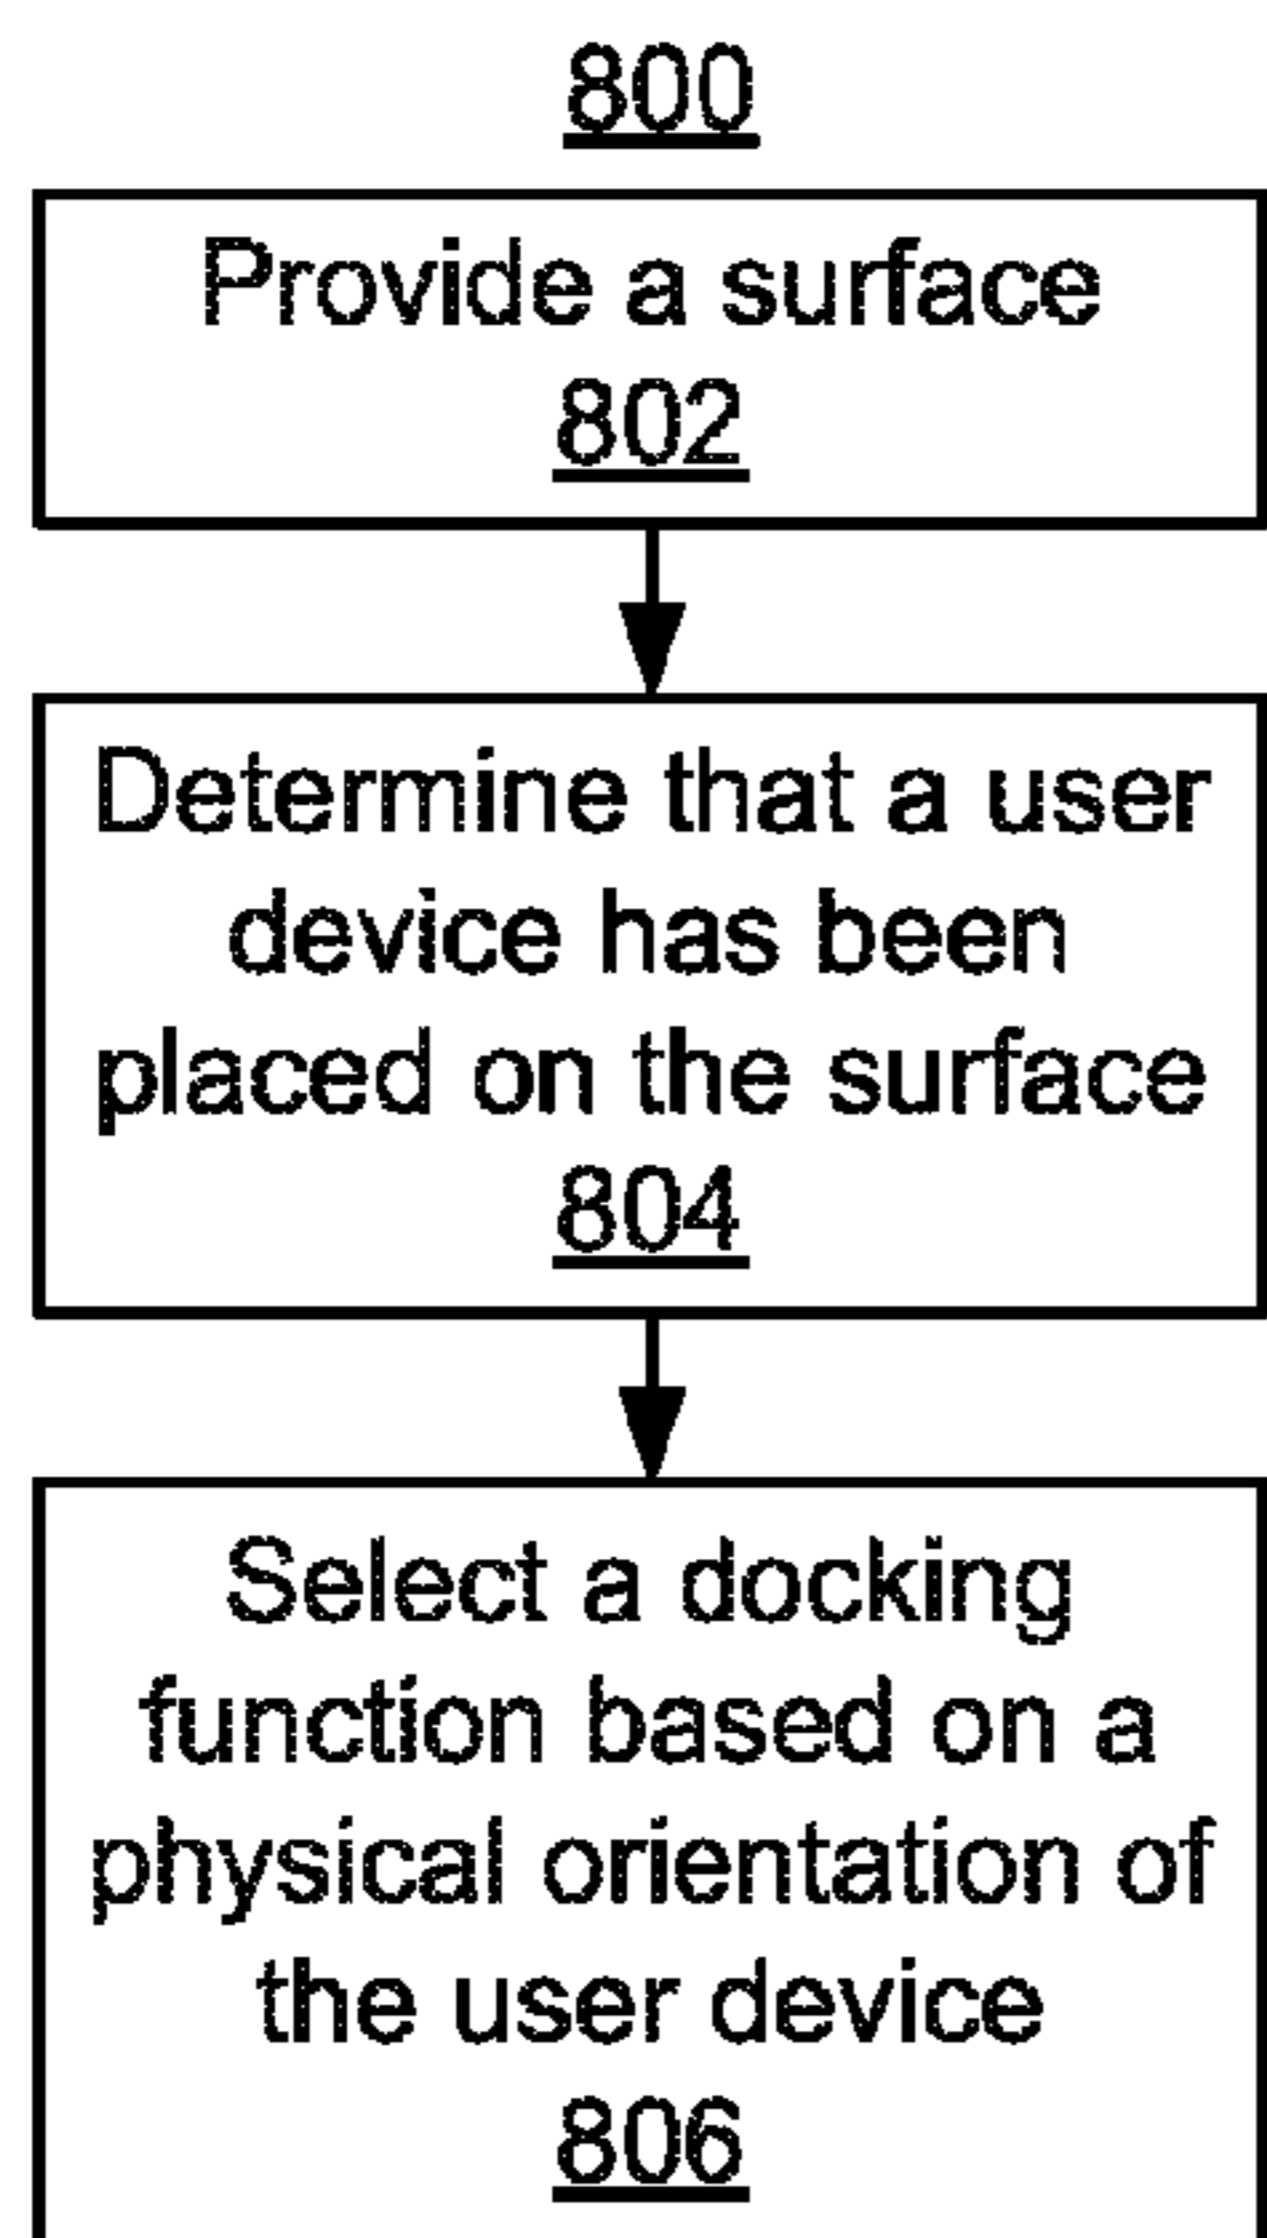 800
Provide a surface
802
Determine that a user
device has been
placed on the surface
804
Select a docking
function based on a
physical orientation of
the user device
806